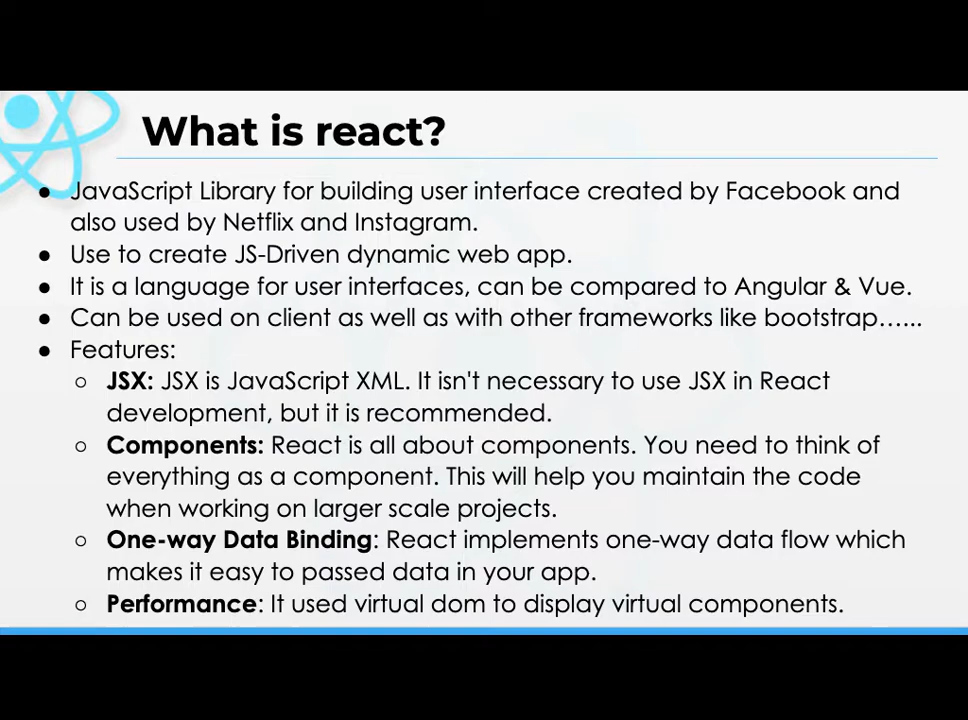 What is react?
● JavaScript Library for building user interface created by Facebook and
also used by Netflix and Instagram.
● Use to create JS-Driven dynamic web app.
● It is a language for user interfaces, can be compared to Angular & Vue.
● Can be used on client as well as with other frameworks like bootstrap…...
● Features:
○ JSX: JSX is JavaScript XML. It isn't necessary to use JSX in React
development, but it is recommended.
○ Components: React is all about components. You need to think of
everything as a component. This will help you maintain the code
when working on larger scale projects.
○ One-way Data Binding: React implements one-way data flow which
makes it easy to passed data in your app.
○ Performance: It used virtual dom to display virtual components.